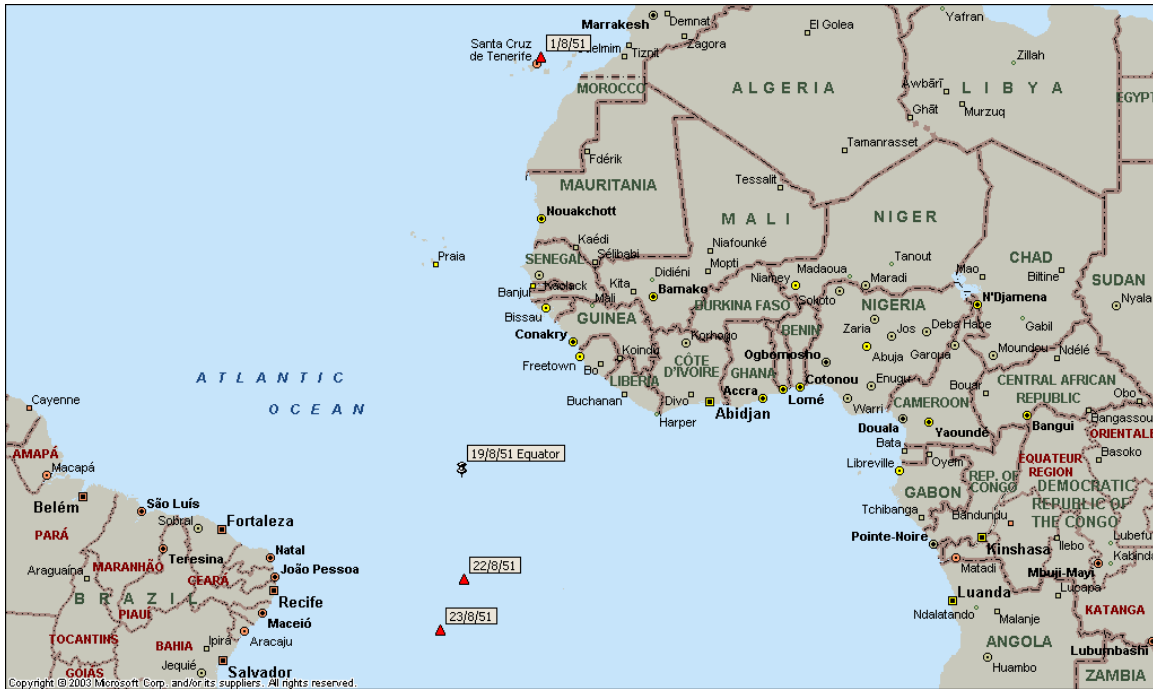 Marrakesh
Demnat
El Golea
Yafran
1/8/51
Santa Cruz
de Tenerife
Tiznit
Zagora
Zillah
MOROCCO
ALGERIA
LIBYA
EGYPT
Awbārī
Ghāt
Murzuq
Tamanrasset
Fdérik
MAURITANIA
Tessalit
MALI
NIGER
Nouakchott
Kaédi
Sélibabi
Niafounké
Praia
SENEGAL
Mopti
Tanout
CHAD
Didiéni
Niamey
Madaoua
Maradi
Mao
Biltine
SUDAN
Banjul
Kaolack
Kita
Bamako
BURKINA FASO
Sokoto
NIGERIA
N'Djamena
Nyala
Bissau
Mali
GUINEA
BENIN
Zaria
Jos
Deba Habe
Gabil
Conakry
Koindu
Korhogo
Ogbomosho
Abuja
Garoua
Moundou
Ndélé
Freetown
Bo
LIBERIA
CÔTE
D'IVOIRE
GHANA
Accra
Cotonou
Enugu
Bouar
CENTRAL AFRICAN
REPUBLIC
Obo
ATLANTIC
OCEAN
Buchanan
Divo
Abidjan
Lomé
Warri
CAMEROON
Bangassou
Cayenne
Harper
Douala
Yaoundé
Bangui
ORIENTALE
AMAPÁ
Macapá
19/8/51 Equator
Bata
Libreville
Oyem
REP. OF
CONGO
EQUATEUR
REGION
Basoko
DEMOCRATIC
REPUBLIC OF
THE CONGO
Belém
São Luís
Sobral
Fortaleza
GABON
Tchibanga
Bandundu
PARÁ
Teresina
Natal
Pointe-Noire
Kinshasa
Ilebo
Lubefu
MARANHÃO
CEARÁ
João Pessoa
22/8/51
Matadi
Mbuji-Mayi
Kabinda
Araguaína
BRAZIL
Recife
Luanda
Lucapa
PIAUÍ
Maceió
23/8/51
Ndalatando
Malanje
KATANGA
TOCANTINS
BAHIA
Ipirá
Aracaju
ANGOLA
Lubumbashi
GOIÁS
Jequié
Salvador
Huambo
ZAMBIA
Copyright © 2003 Microsoft Corp. and/or its suppliers. All rights reserved.